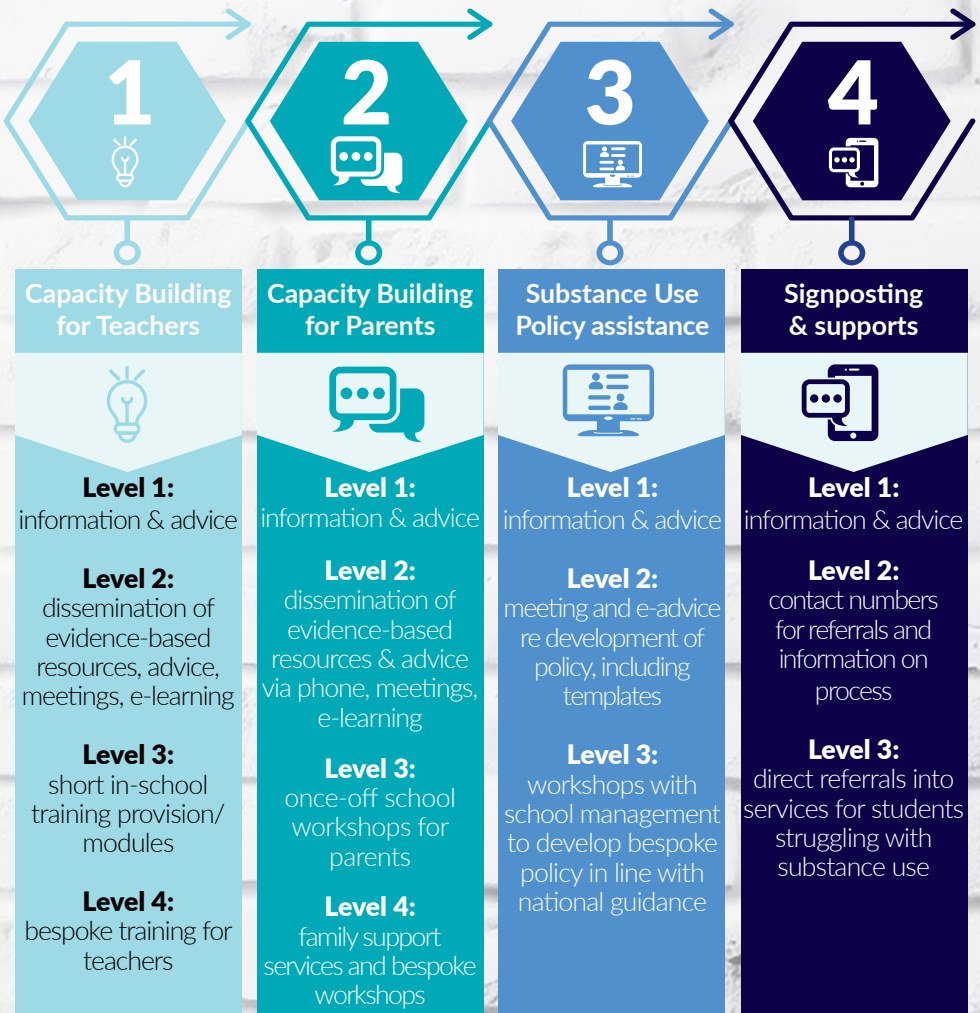 1
2
3
4
Capacity Building
for Teachers
Level 1:
information & advice
Level 2:
dissemination of
evidence-based
resources, advice,
meetings, e-learning
Level 3:
short in-school
training provision/
modules
Level 4:
bespoke training for
teachers
Capacity Building
for Parents
Level 1:
information & advice
Level 2:
dissemination of
evidence-based
resources & advice
via phone, meetings,
e-learning
Level 3:
once-off school
workshops for
parents
Level 4:
family support
services and bespoke
workshops
Substance Use
Policy assistance
Level 1:
information & advice
Level 2:
meeting and e-advice
re development of
policy, including
templates
Level 3:
workshops with
school management
to develop bespoke
policy in line with
national guidance
Signposting
& supports
Level 1:
information & advice
Level 2:
contact numbers
for referrals and
information on
process
Level 3:
direct referrals into
services for students
struggling with
substance use